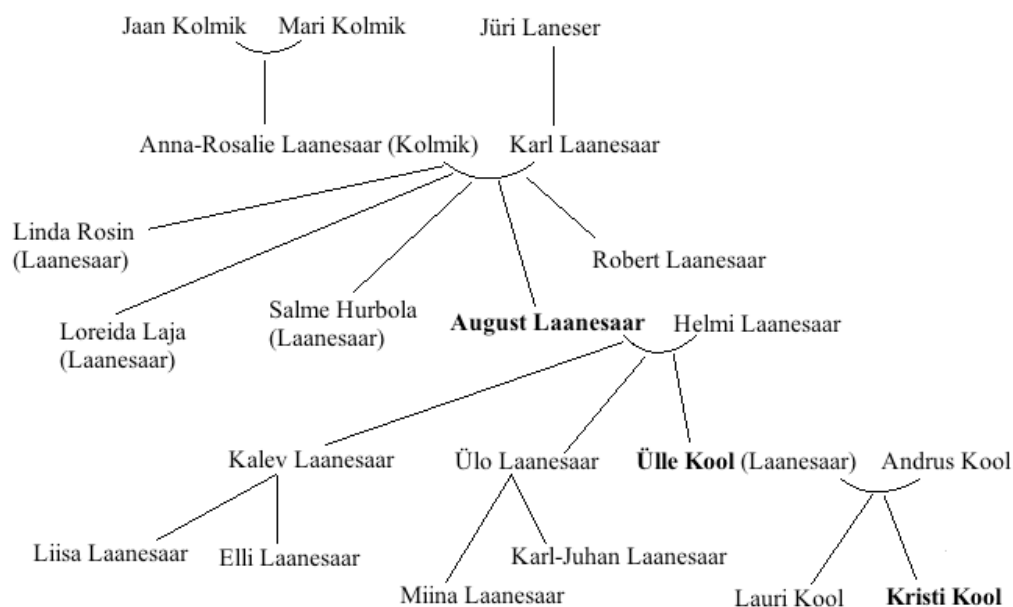 Jaan Kolmik Mari Kolmik Jüri Laneser
Anna-Rosalie Laanesaar (Kolmik) Karl Laanesaar
Linda Rosin
(Laanesaar)
Robert Laanesaar
Loreida Laja
(Laanesaar)
Salme Hurbola
(Laanesaar)
August Laanesaar Helmi Laanesaar
Kalev Laanesaar Ülo Laanesaar Ülle Kool (Laanesaar) Andrus Kool
Liisa Laanesaar Elli Laanesaar Karl-Juhan Laanesaar
Miina Laanesaar Lauri Kool Kristi Kool